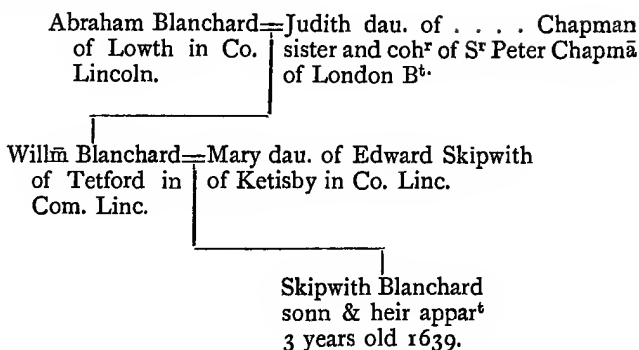 Abraham Blanchard=Judith dau. of . . . . Chapman
of Lowth in Co. sister and cohʳ of Sʳ Peter Chapmā
Lincoln. of London Bᵗ.
Willm̄ Blanchard=Mary dau. of Edward Skipwith
of Tetford in of Ketisby in Co. Linc.
Com. Linc.
Skipwith Blanchard
sonn & heir apparᵗ
3 years old 1639.